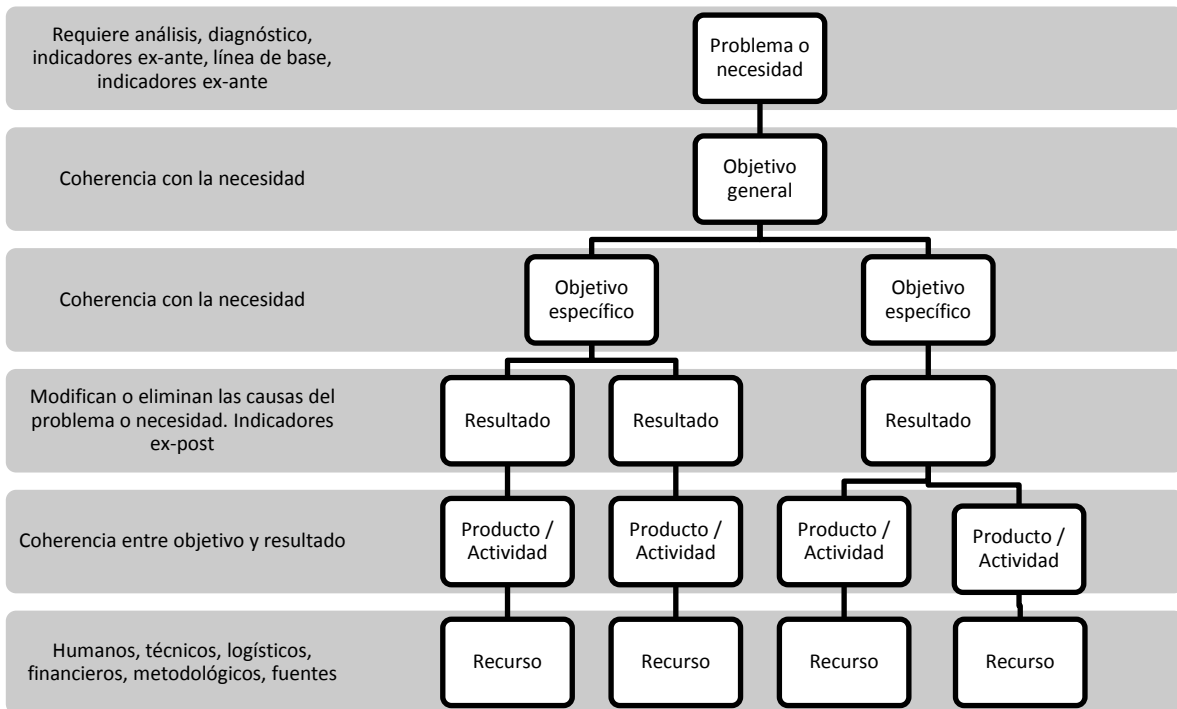 Requiere análisis, diagnóstico,
indicadores ex-ante, línea de base,
indicadores ex-ante
Problema o
necesidad
Coherencia con la necesidad
Objetivo
general
Coherencia con la necesidad
Objetivo
específico
Objetivo
específico
Modifican o eliminan las causas del
problema o necesidad. Indicadores
ex-post
Resultado
Resultado
Resultado
Coherencia entre objetivo y resultado
Producto /
Actividad
Producto /
Actividad
Producto /
Actividad
Producto /
Actividad
Humanos, técnicos, logísticos,
financieros, metodológicos, fuentes
Recurso
Recurso
Recurso
Recurso